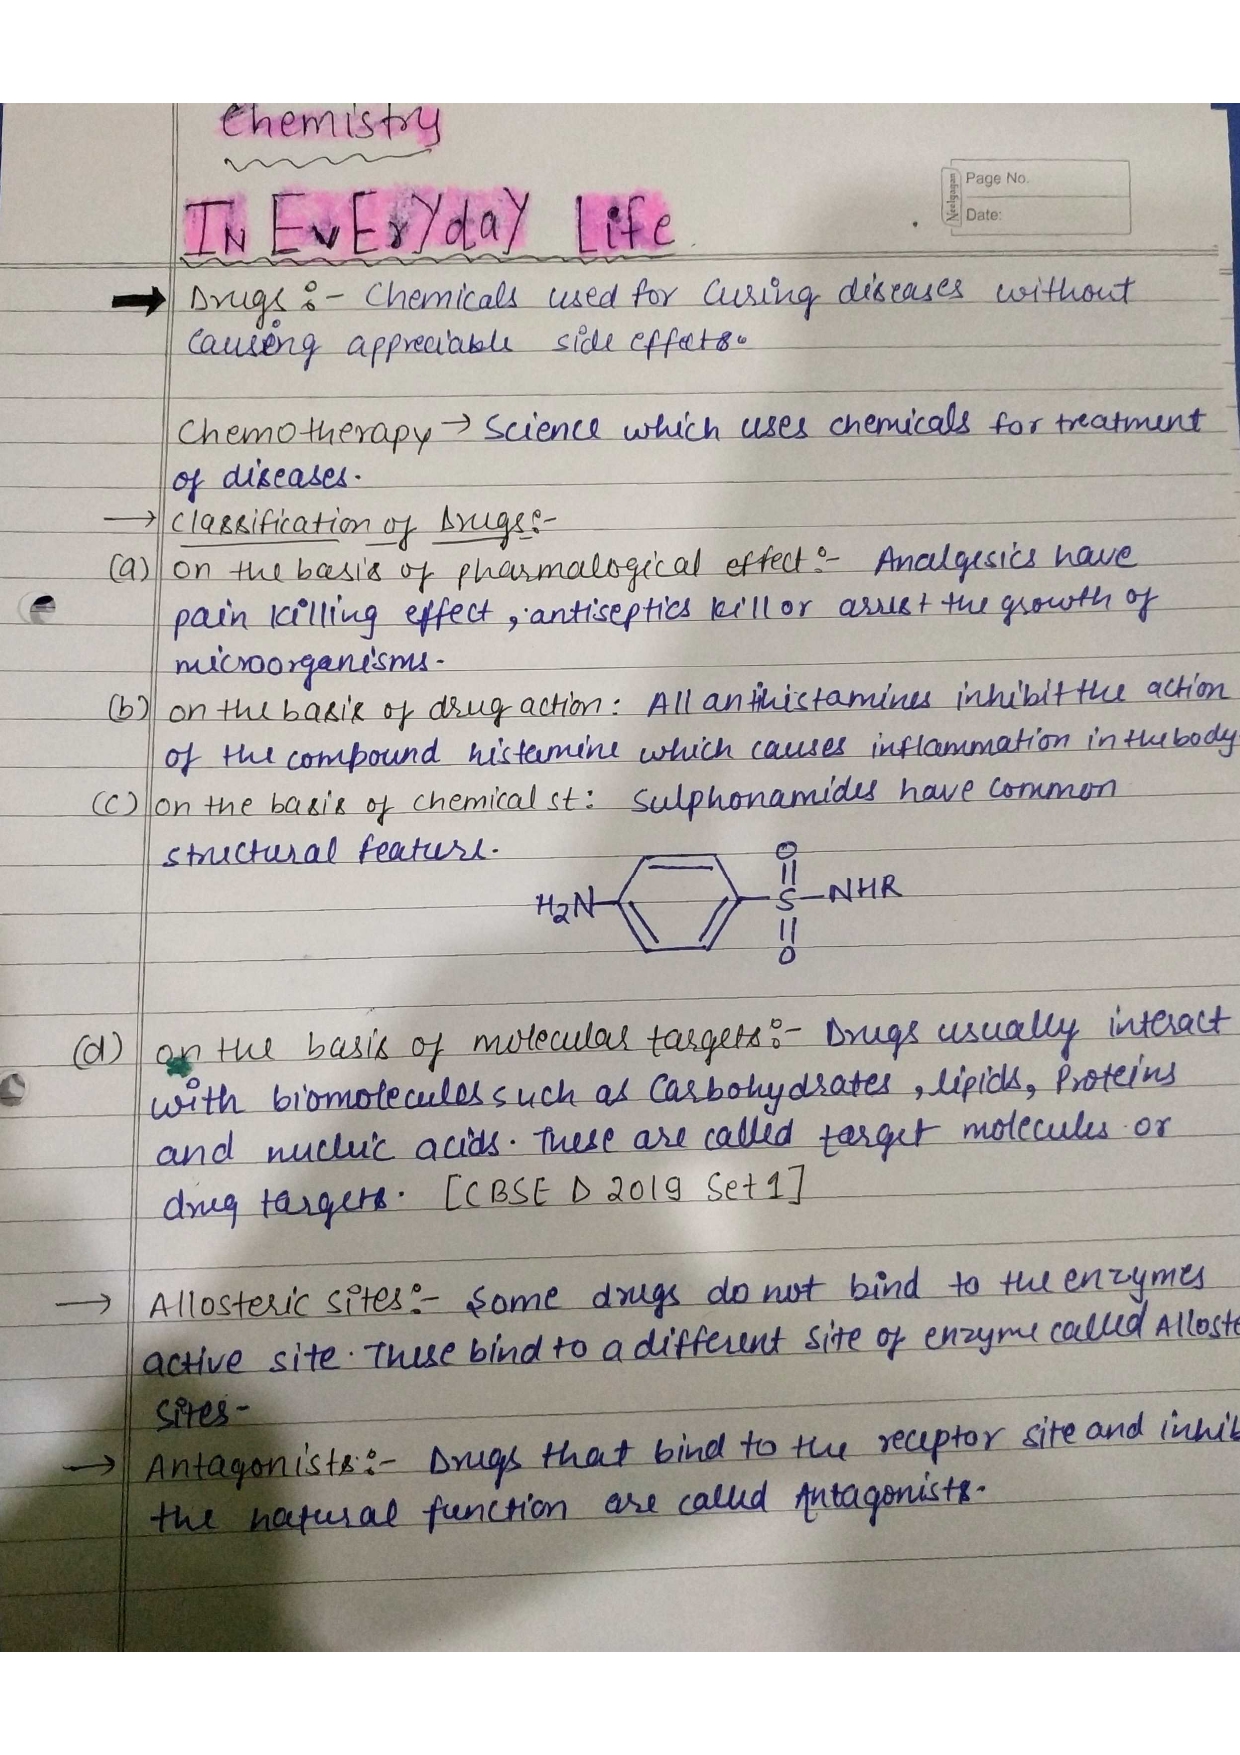 Chemistry
IN EvERyday Life
Neelgagan
Page No.
Date:
Drugs :- Chemicals used for Curing diseases without
Causing appreciable side effects.
Chemotherapy → Science which uses chemicals for treatment
of diseases.
→ Classification of Drugs:-
(a) on the basis of pharmalogical effect:- Analgesics have
pain killing effect, antiseptics kill or arrest the growth of
microorganisms.
(b) on the basis of drug action: All antihistamines inhibit the action
of the compound histamine which causes inflammation in the body
(c) on the basis of chemical st: Sulphonamides have common
structural feature.
O
H2N S NHR
O
(d) on the basis of molecular targets:- Drugs usually interact
with biomolecules such as Carbohydrates, lipids, Proteins
and nucleic acids. These are called target molecules or
drug targets. [CBSE D 2019 Set 1]
→ Allosteric sites:- Some drugs do not bind to the enzymes
active site. These bind to a different site of enzyme called Alloste
sites-
→ Antagonists:- Drugs that bind to the receptor site and inhib
the natural function are called Antagonists.